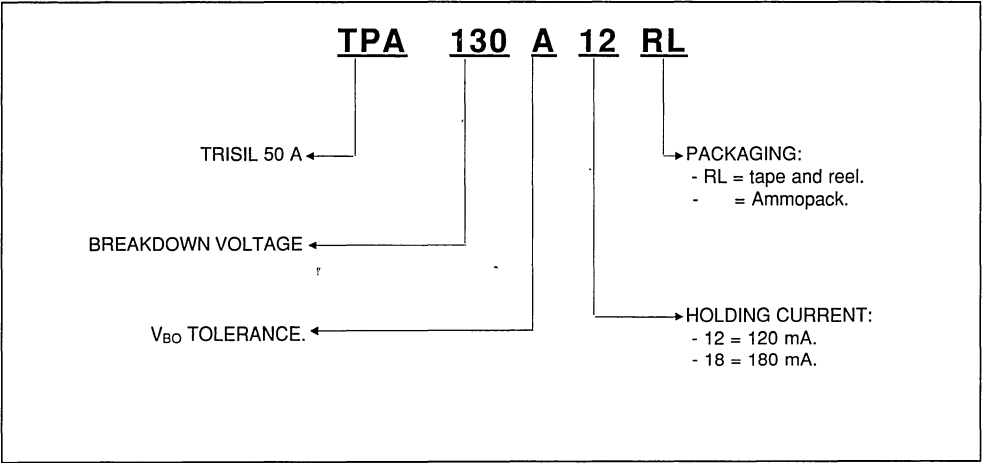 TPA 130 A 12 RL
TRISIL 50 A
PACKAGING:
- RL = tape and reel.
- = Ammopack.
BREAKDOWN VOLTAGE
VBO TOLERANCE.
HOLDING CURRENT:
- 12 = 120 mA.
- 18 = 180 mA.